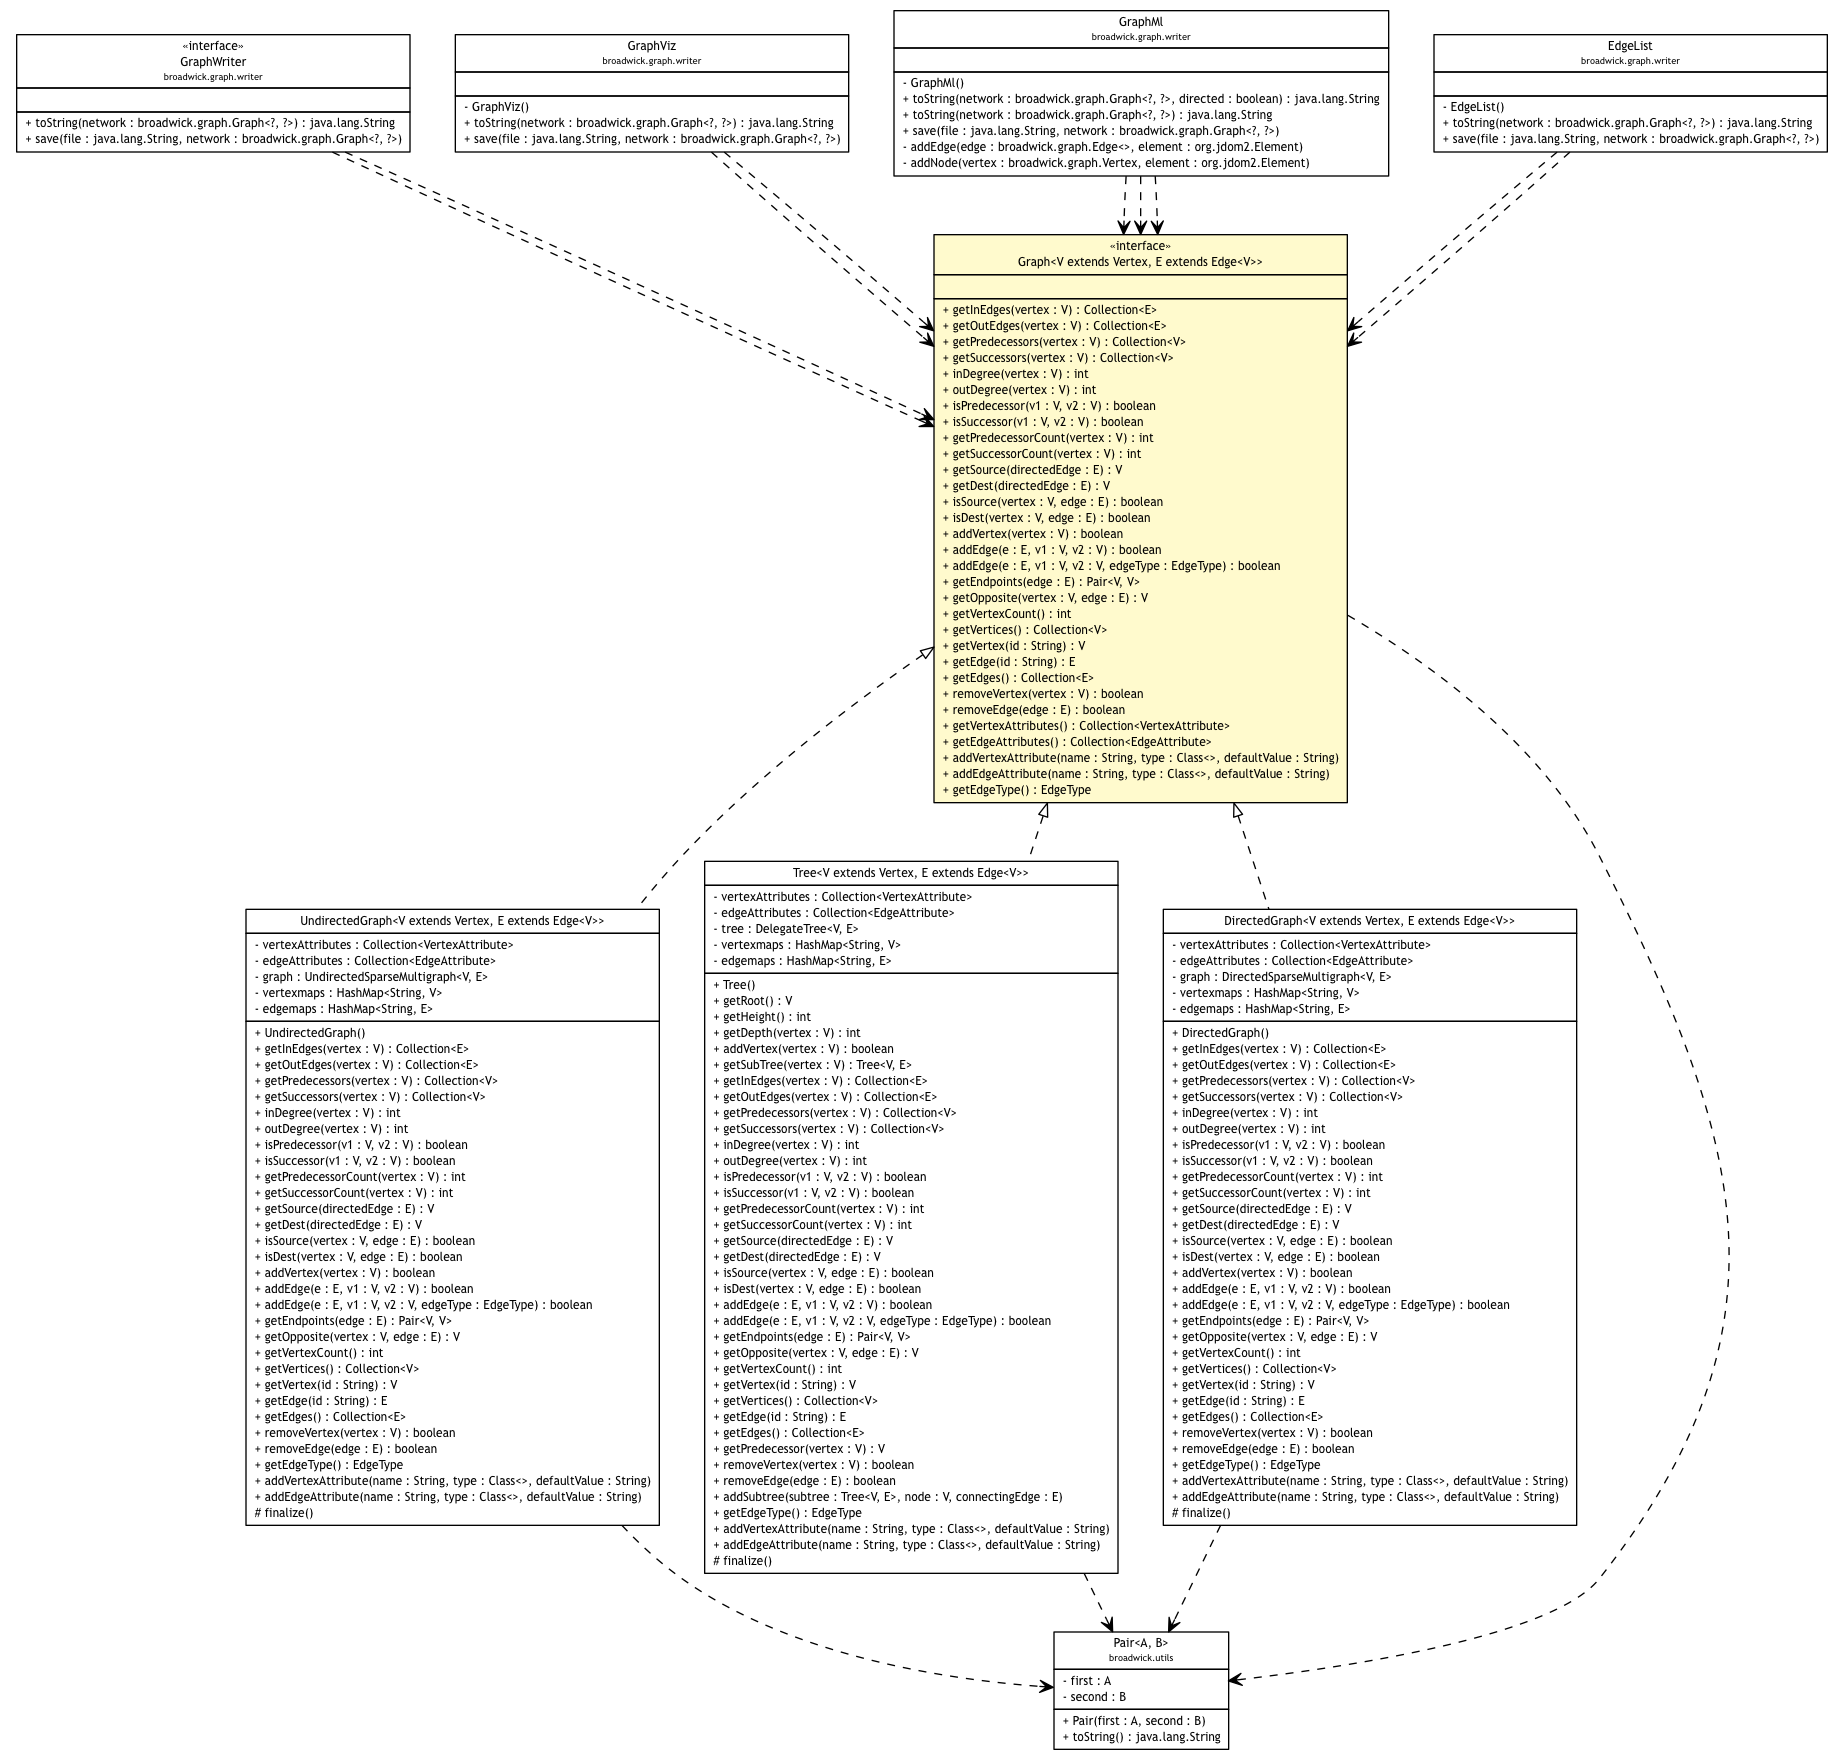 «interface»
GraphWriter
broadwick.graph.writer
+ toString(network : broadwick.graph.Graph<?, ?>) : java.lang.String
+ save(file : java.lang.String, network : broadwick.graph.Graph<?, ?>)
GraphViz
broadwick.graph.writer
- GraphViz()
+ toString(network : broadwick.graph.Graph<?, ?>) : java.lang.String
+ save(file : java.lang.String, network : broadwick.graph.Graph<?, ?>)
GraphMl
broadwick.graph.writer
- GraphMl()
+ toString(network : broadwick.graph.Graph<?, ?>, directed : boolean) : java.lang.String
+ toString(network : broadwick.graph.Graph<?, ?>) : java.lang.String
+ save(file : java.lang.String, network : broadwick.graph.Graph<?, ?>)
- addEdge(edge : broadwick.graph.Edge<>, element : org.jdom2.Element)
- addNode(vertex : broadwick.graph.Vertex, element : org.jdom2.Element)
EdgeList
broadwick.graph.writer
- EdgeList()
+ toString(network : broadwick.graph.Graph<?, ?>) : java.lang.String
+ save(file : java.lang.String, network : broadwick.graph.Graph<?, ?>)
«interface»
Graph<V extends Vertex, E extends Edge<V>>
+ getInEdges(vertex : V) : Collection<E>
+ getOutEdges(vertex : V) : Collection<E>
+ getPredecessors(vertex : V) : Collection<V>
+ getSuccessors(vertex : V) : Collection<V>
+ inDegree(vertex : V) : int
+ outDegree(vertex : V) : int
+ isPredecessor(v1 : V, v2 : V) : boolean
+ isSuccessor(v1 : V, v2 : V) : boolean
+ getPredecessorCount(vertex : V) : int
+ getSuccessorCount(vertex : V) : int
+ getSource(directedEdge : E) : V
+ getDest(directedEdge : E) : V
+ isSource(vertex : V, edge : E) : boolean
+ isDest(vertex : V, edge : E) : boolean
+ addVertex(vertex : V) : boolean
+ addEdge(e : E, v1 : V, v2 : V) : boolean
+ addEdge(e : E, v1 : V, v2 : V, edgeType : EdgeType) : boolean
+ getEndpoints(edge : E) : Pair<V, V>
+ getOpposite(vertex : V, edge : E) : V
+ getVertexCount() : int
+ getVertices() : Collection<V>
+ getVertex(id : String) : V
+ getEdge(id : String) : E
+ getEdges() : Collection<E>
+ removeVertex(vertex : V) : boolean
+ removeEdge(edge : E) : boolean
+ getVertexAttributes() : Collection<VertexAttribute>
+ getEdgeAttributes() : Collection<EdgeAttribute>
+ addVertexAttribute(name : String, type : Class<>, defaultValue : String)
+ addEdgeAttribute(name : String, type : Class<>, defaultValue : String)
+ getEdgeType() : EdgeType
UndirectedGraph<V extends Vertex, E extends Edge<V>>
- vertexAttributes : Collection<VertexAttribute>
- edgeAttributes : Collection<EdgeAttribute>
- graph : UndirectedSparseMultigraph<V, E>
- vertexmaps : HashMap<String, V>
- edgemaps : HashMap<String, E>
+ UndirectedGraph()
+ getInEdges(vertex : V) : Collection<E>
+ getOutEdges(vertex : V) : Collection<E>
+ getPredecessors(vertex : V) : Collection<V>
+ getSuccessors(vertex : V) : Collection<V>
+ inDegree(vertex : V) : int
+ outDegree(vertex : V) : int
+ isPredecessor(v1 : V, v2 : V) : boolean
+ isSuccessor(v1 : V, v2 : V) : boolean
+ getPredecessorCount(vertex : V) : int
+ getSuccessorCount(vertex : V) : int
+ getSource(directedEdge : E) : V
+ getDest(directedEdge : E) : V
+ isSource(vertex : V, edge : E) : boolean
+ isDest(vertex : V, edge : E) : boolean
+ addVertex(vertex : V) : boolean
+ addEdge(e : E, v1 : V, v2 : V) : boolean
+ addEdge(e : E, v1 : V, v2 : V, edgeType : EdgeType) : boolean
+ getEndpoints(edge : E) : Pair<V, V>
+ getOpposite(vertex : V, edge : E) : V
+ getVertexCount() : int
+ getVertices() : Collection<V>
+ getVertex(id : String) : V
+ getEdge(id : String) : E
+ getEdges() : Collection<E>
+ removeVertex(vertex : V) : boolean
+ removeEdge(edge : E) : boolean
+ getEdgeType() : EdgeType
+ addVertexAttribute(name : String, type : Class<>, defaultValue : String)
+ addEdgeAttribute(name : String, type : Class<>, defaultValue : String)
# finalize()
Tree<V extends Vertex, E extends Edge<V>>
- vertexAttributes : Collection<VertexAttribute>
- edgeAttributes : Collection<EdgeAttribute>
- tree : DelegateTree<V, E>
- vertexmaps : HashMap<String, V>
- edgemaps : HashMap<String, E>
+ Tree()
+ getRoot() : V
+ getHeight() : int
+ getDepth(vertex : V) : int
+ addVertex(vertex : V) : boolean
+ getSubTree(vertex : V) : Tree<V, E>
+ getInEdges(vertex : V) : Collection<E>
+ getOutEdges(vertex : V) : Collection<E>
+ getPredecessors(vertex : V) : Collection<V>
+ getSuccessors(vertex : V) : Collection<V>
+ inDegree(vertex : V) : int
+ outDegree(vertex : V) : int
+ isPredecessor(v1 : V, v2 : V) : boolean
+ isSuccessor(v1 : V, v2 : V) : boolean
+ getPredecessorCount(vertex : V) : int
+ getSuccessorCount(vertex : V) : int
+ getSource(directedEdge : E) : V
+ getDest(directedEdge : E) : V
+ isSource(vertex : V, edge : E) : boolean
+ isDest(vertex : V, edge : E) : boolean
+ addEdge(e : E, v1 : V, v2 : V) : boolean
+ addEdge(e : E, v1 : V, v2 : V, edgeType : EdgeType) : boolean
+ getEndpoints(edge : E) : Pair<V, V>
+ getOpposite(vertex : V, edge : E) : V
+ getVertexCount() : int
+ getVertex(id : String) : V
+ getVertices() : Collection<V>
+ getEdge(id : String) : E
+ getEdges() : Collection<E>
+ getPredecessor(vertex : V) : V
+ removeVertex(vertex : V) : boolean
+ removeEdge(edge : E) : boolean
+ addSubtree(subtree : Tree<V, E>, node : V, connectingEdge : E)
+ getEdgeType() : EdgeType
+ addVertexAttribute(name : String, type : Class<>, defaultValue : String)
+ addEdgeAttribute(name : String, type : Class<>, defaultValue : String)
# finalize()
DirectedGraph<V extends Vertex, E extends Edge<V>>
- vertexAttributes : Collection<VertexAttribute>
- edgeAttributes : Collection<EdgeAttribute>
- graph : DirectedSparseMultigraph<V, E>
- vertexmaps : HashMap<String, V>
- edgemaps : HashMap<String, E>
+ DirectedGraph()
+ getInEdges(vertex : V) : Collection<E>
+ getOutEdges(vertex : V) : Collection<E>
+ getPredecessors(vertex : V) : Collection<V>
+ getSuccessors(vertex : V) : Collection<V>
+ inDegree(vertex : V) : int
+ outDegree(vertex : V) : int
+ isPredecessor(v1 : V, v2 : V) : boolean
+ isSuccessor(v1 : V, v2 : V) : boolean
+ getPredecessorCount(vertex : V) : int
+ getSuccessorCount(vertex : V) : int
+ getSource(directedEdge : E) : V
+ getDest(directedEdge : E) : V
+ isSource(vertex : V, edge : E) : boolean
+ isDest(vertex : V, edge : E) : boolean
+ addVertex(vertex : V) : boolean
+ addEdge(e : E, v1 : V, v2 : V) : boolean
+ addEdge(e : E, v1 : V, v2 : V, edgeType : EdgeType) : boolean
+ getEndpoints(edge : E) : Pair<V, V>
+ getOpposite(vertex : V, edge : E) : V
+ getVertexCount() : int
+ getVertices() : Collection<V>
+ getVertex(id : String) : V
+ getEdge(id : String) : E
+ getEdges() : Collection<E>
+ removeVertex(vertex : V) : boolean
+ removeEdge(edge : E) : boolean
+ getEdgeType() : EdgeType
+ addVertexAttribute(name : String, type : Class<>, defaultValue : String)
+ addEdgeAttribute(name : String, type : Class<>, defaultValue : String)
# finalize()
Pair<A, B>
broadwick.utils
- first : A
- second : B
+ Pair(first : A, second : B)
+ toString() : java.lang.String